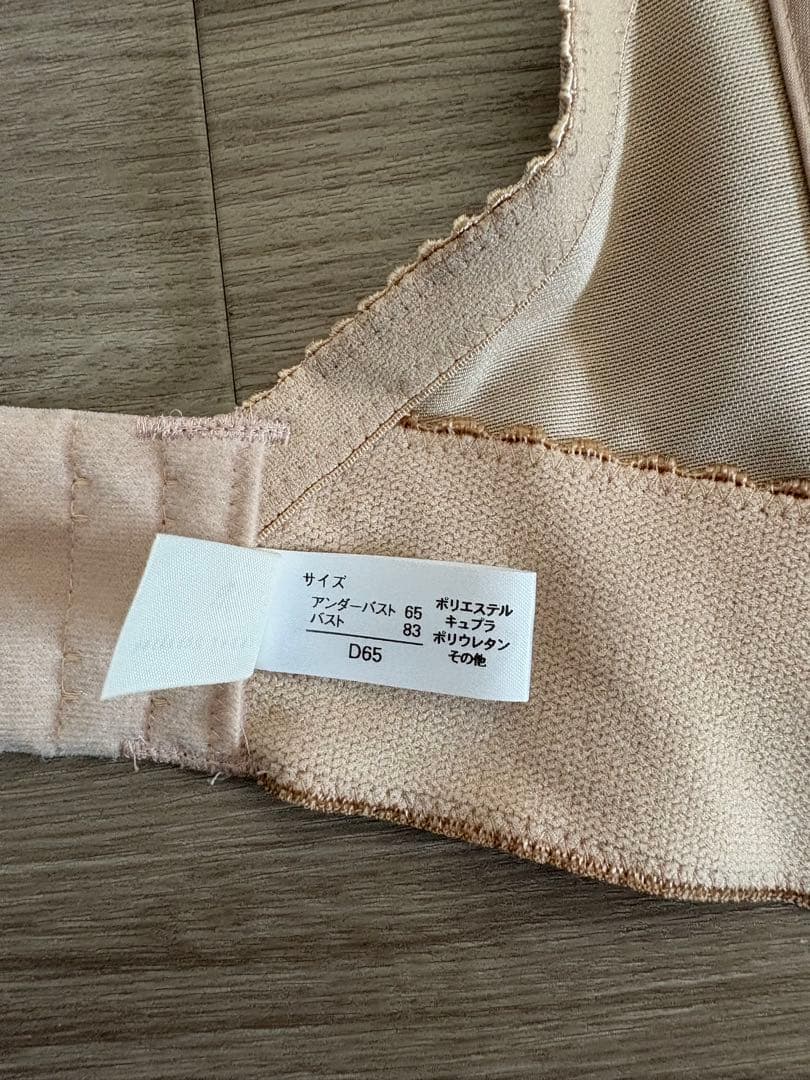 サイズ
アンダーバスト 65
バスト 83
D65
ポリエステル
キュプラ
ポリウレタン
その他